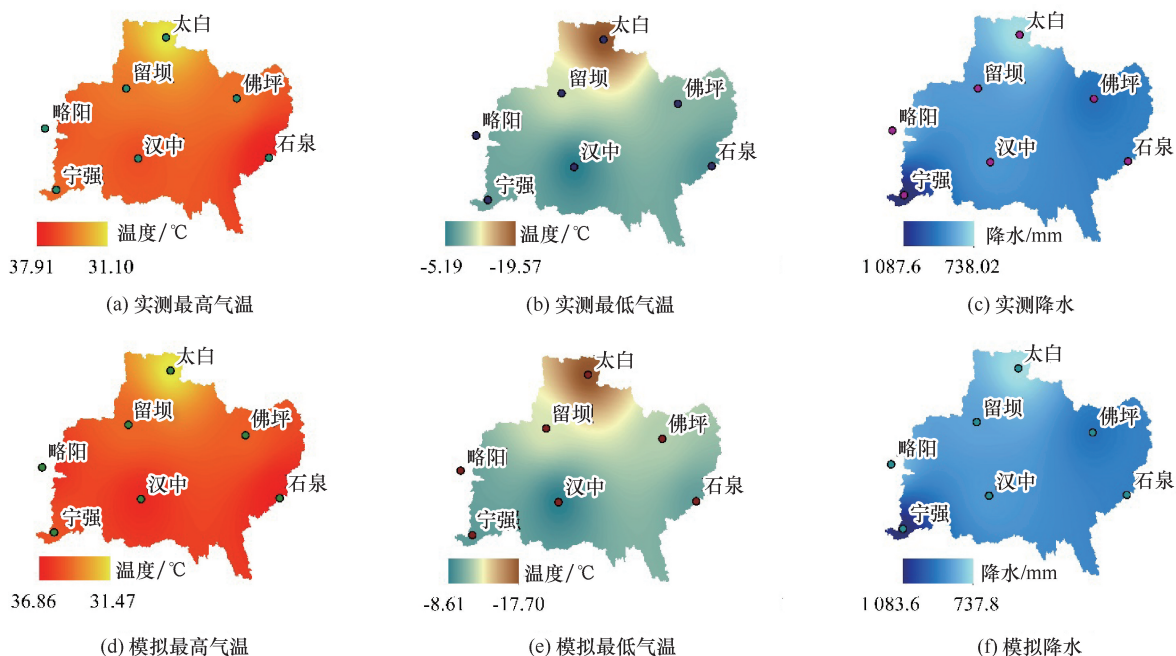 太白
留坝
佛坪
略阳
汉中
石泉
宁强
温度/℃
37.91 31.10
(a) 实测最高气温
太白
留坝
佛坪
略阳
汉中
石泉
宁强
温度/℃
-5.19 -19.57
(b) 实测最低气温
太白
留坝
佛坪
略阳
汉中
石泉
宁强
降水/mm
1 087.6 738.02
(c) 实测降水
太白
留坝
佛坪
略阳
汉中
石泉
宁强
温度/℃
36.86 31.47
(d) 模拟最高气温
太白
留坝
佛坪
略阳
汉中
石泉
宁强
温度/℃
-8.61 -17.70
(e) 模拟最低气温
太白
留坝
佛坪
略阳
汉中
石泉
宁强
降水/mm
1 083.6 737.8
(f) 模拟降水